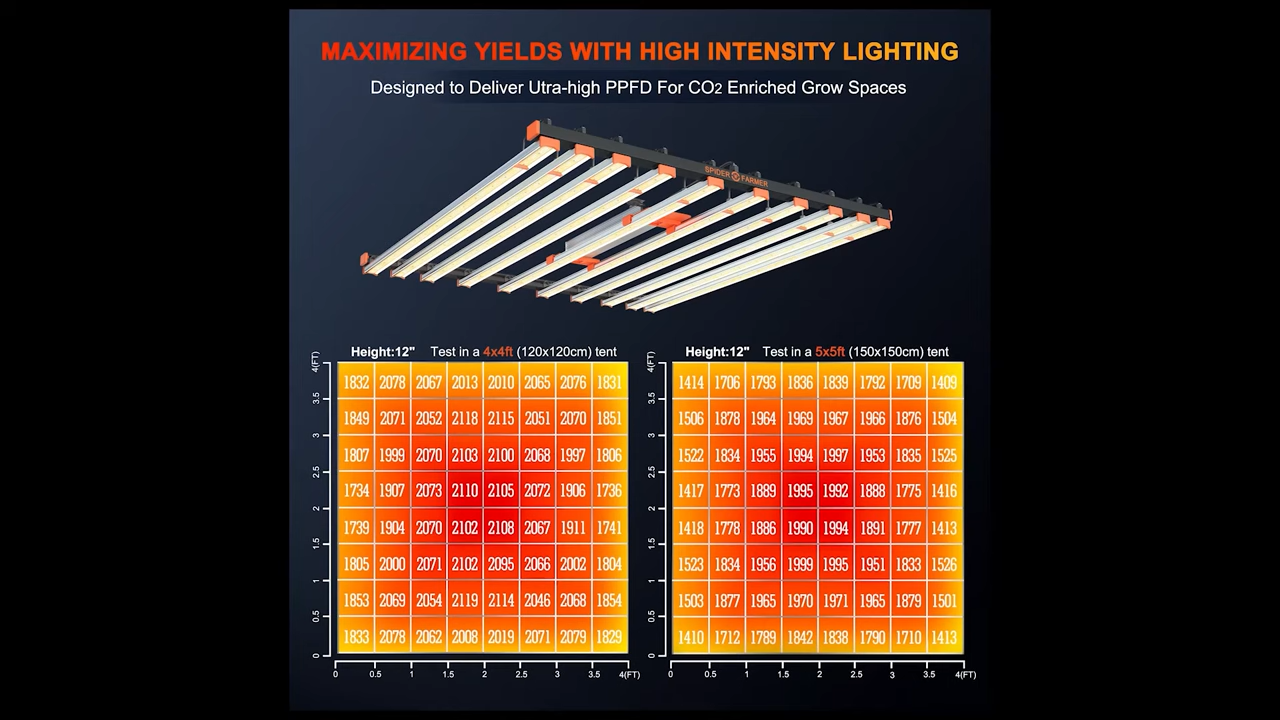 MAXIMIZING YIELDS WITH HIGH INTENSITY LIGHTING
Designed to Deliver Utra-high PPFD For CO2 Enriched Grow Spaces
SPIDER FARMER
Height:12" Test in a 4x4ft (120x120cm) tent
4(FT)
1832 2078 2067 2013 2010 2065 2076 1831
3.5
1849 2071 2052 2118 2115 2051 2070 1851
3
1807 1999 2070 2103 2100 2068 1997 1806
2.5
1734 1907 2073 2110 2105 2072 1906 1736
2
1739 1904 2070 2102 2108 2067 1911 1741
1.5
1805 2000 2071 2102 2095 2066 2002 1804
1
1853 2069 2054 2119 2114 2046 2068 1854
0.5
1833 2078 2062 2008 2019 2071 2079 1829
0
0 0.5 1 1.5 2 2.5 3 3.5 4(FT)
Height:12" Test in a 5x5ft (150x150cm) tent
4(FT)
1414 1706 1793 1836 1839 1792 1709 1409
3.5
1506 1878 1964 1969 1967 1966 1876 1504
3
1522 1834 1955 1994 1997 1953 1835 1525
2.5
1417 1773 1889 1995 1992 1888 1775 1416
2
1418 1778 1886 1990 1994 1891 1777 1413
1.5
1523 1834 1956 1999 1995 1951 1833 1526
1
1503 1877 1965 1970 1971 1965 1879 1501
0.5
1410 1712 1789 1842 1838 1790 1710 1413
0
0 0.5 1 1.5 2 2.5 3 3.5 4(FT)